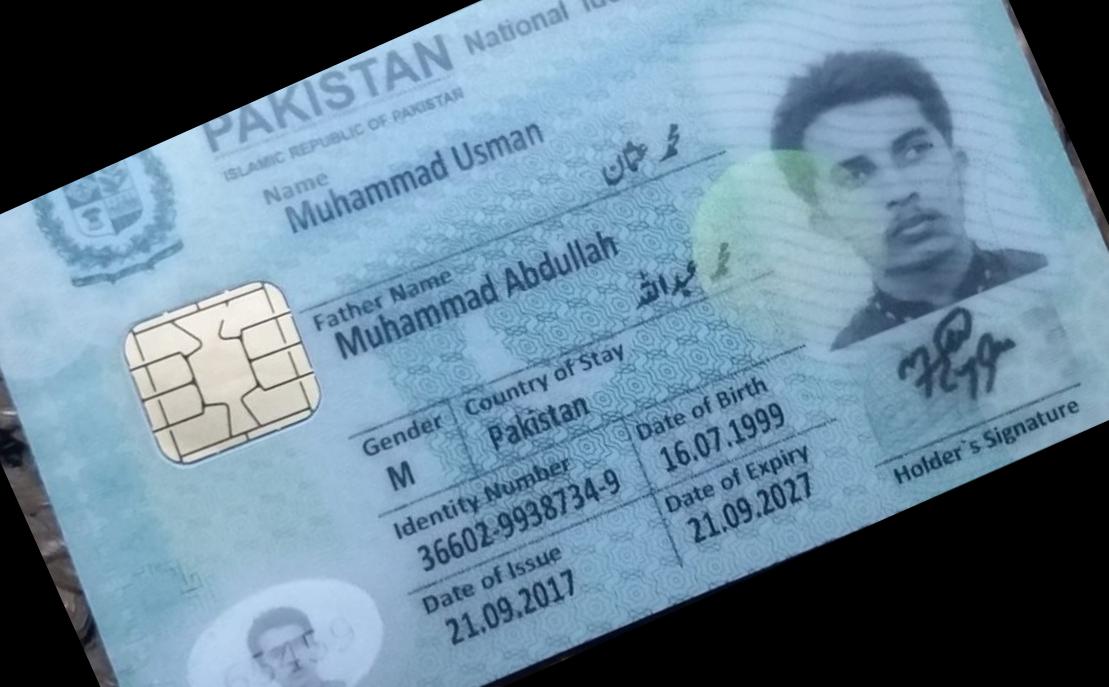 PAKISTAN National Ide
ISLAMIC REPUBLIC OF PAKISTAN
Name
Muhammad Usman
محمد عثمان
Father Name
Muhammad Abdullah
محمد عبداللہ
Gender Country of Stay
M Pakistan
Identity Number Date of Birth
36602-9938734-9 16.07.1999
Date of Issue Date of Expiry
21.09.2017 21.09.2027
Holder's Signature